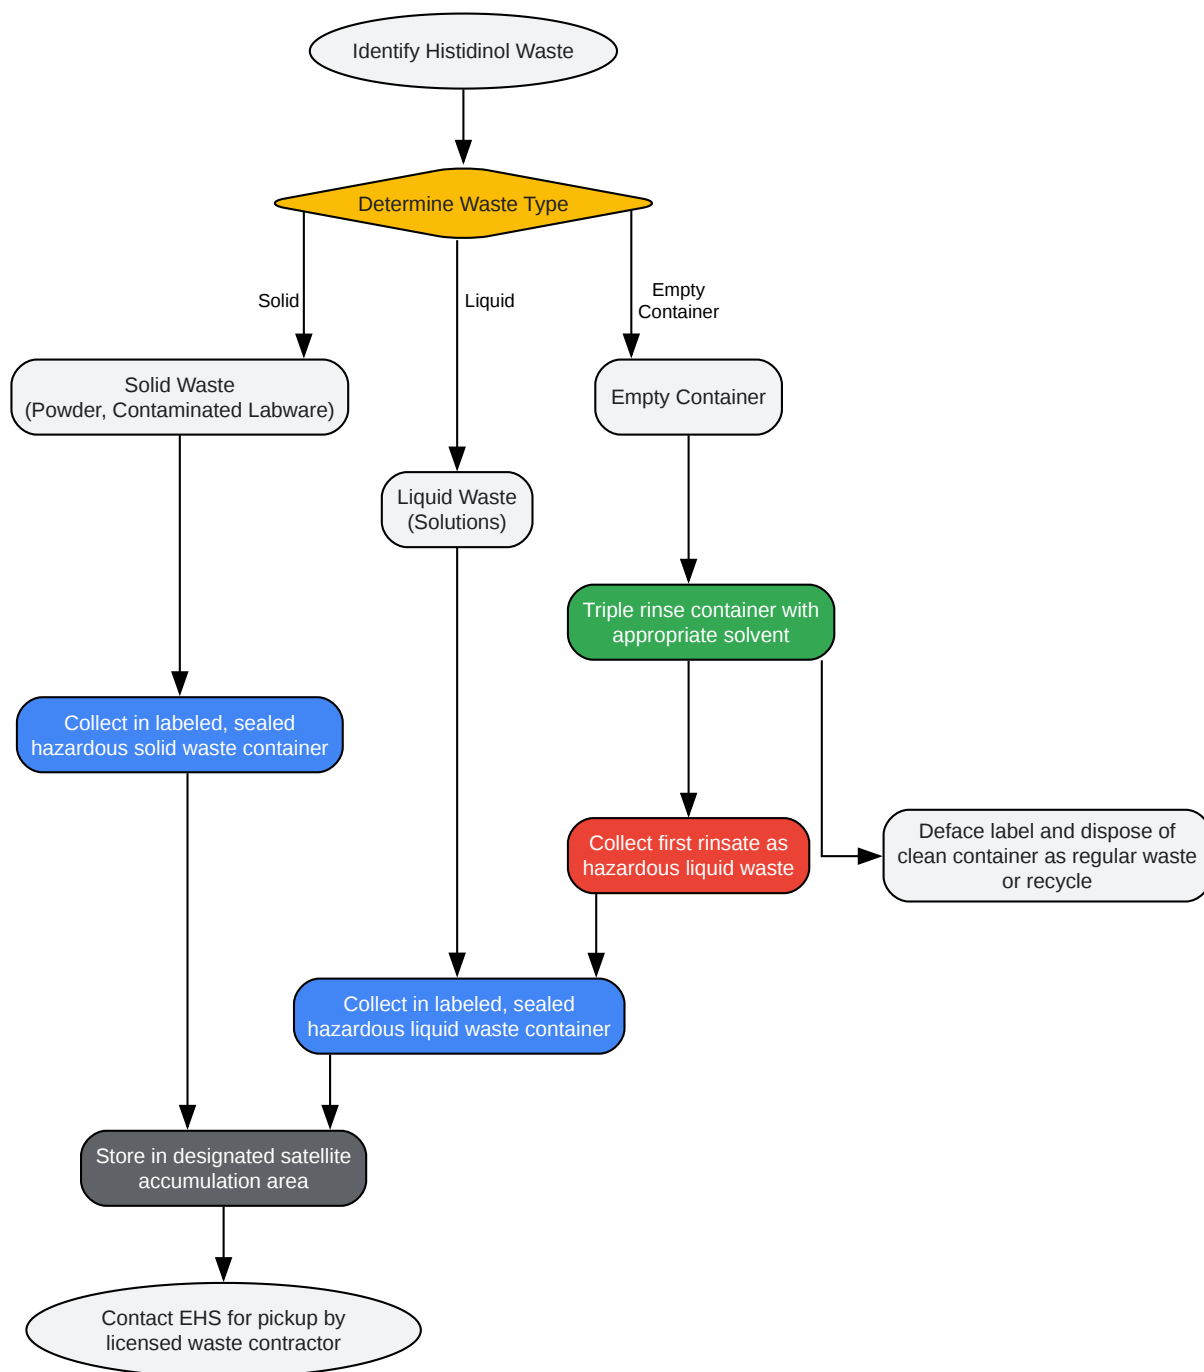 Identify Histidinol Waste
Determine Waste Type
Solid
Liquid
Empty
Container
Solid Waste
(Powder, Contaminated Labware)
Empty Container
Liquid Waste
(Solutions)
Triple rinse container with
appropriate solvent
Collect in labeled, sealed
hazardous solid waste container
Collect first rinsate as
hazardous liquid waste
Deface label and dispose of
clean container as regular waste
or recycle
Collect in labeled, sealed
hazardous liquid waste container
Store in designated satellite
accumulation area
Contact EHS for pickup by
licensed waste contractor